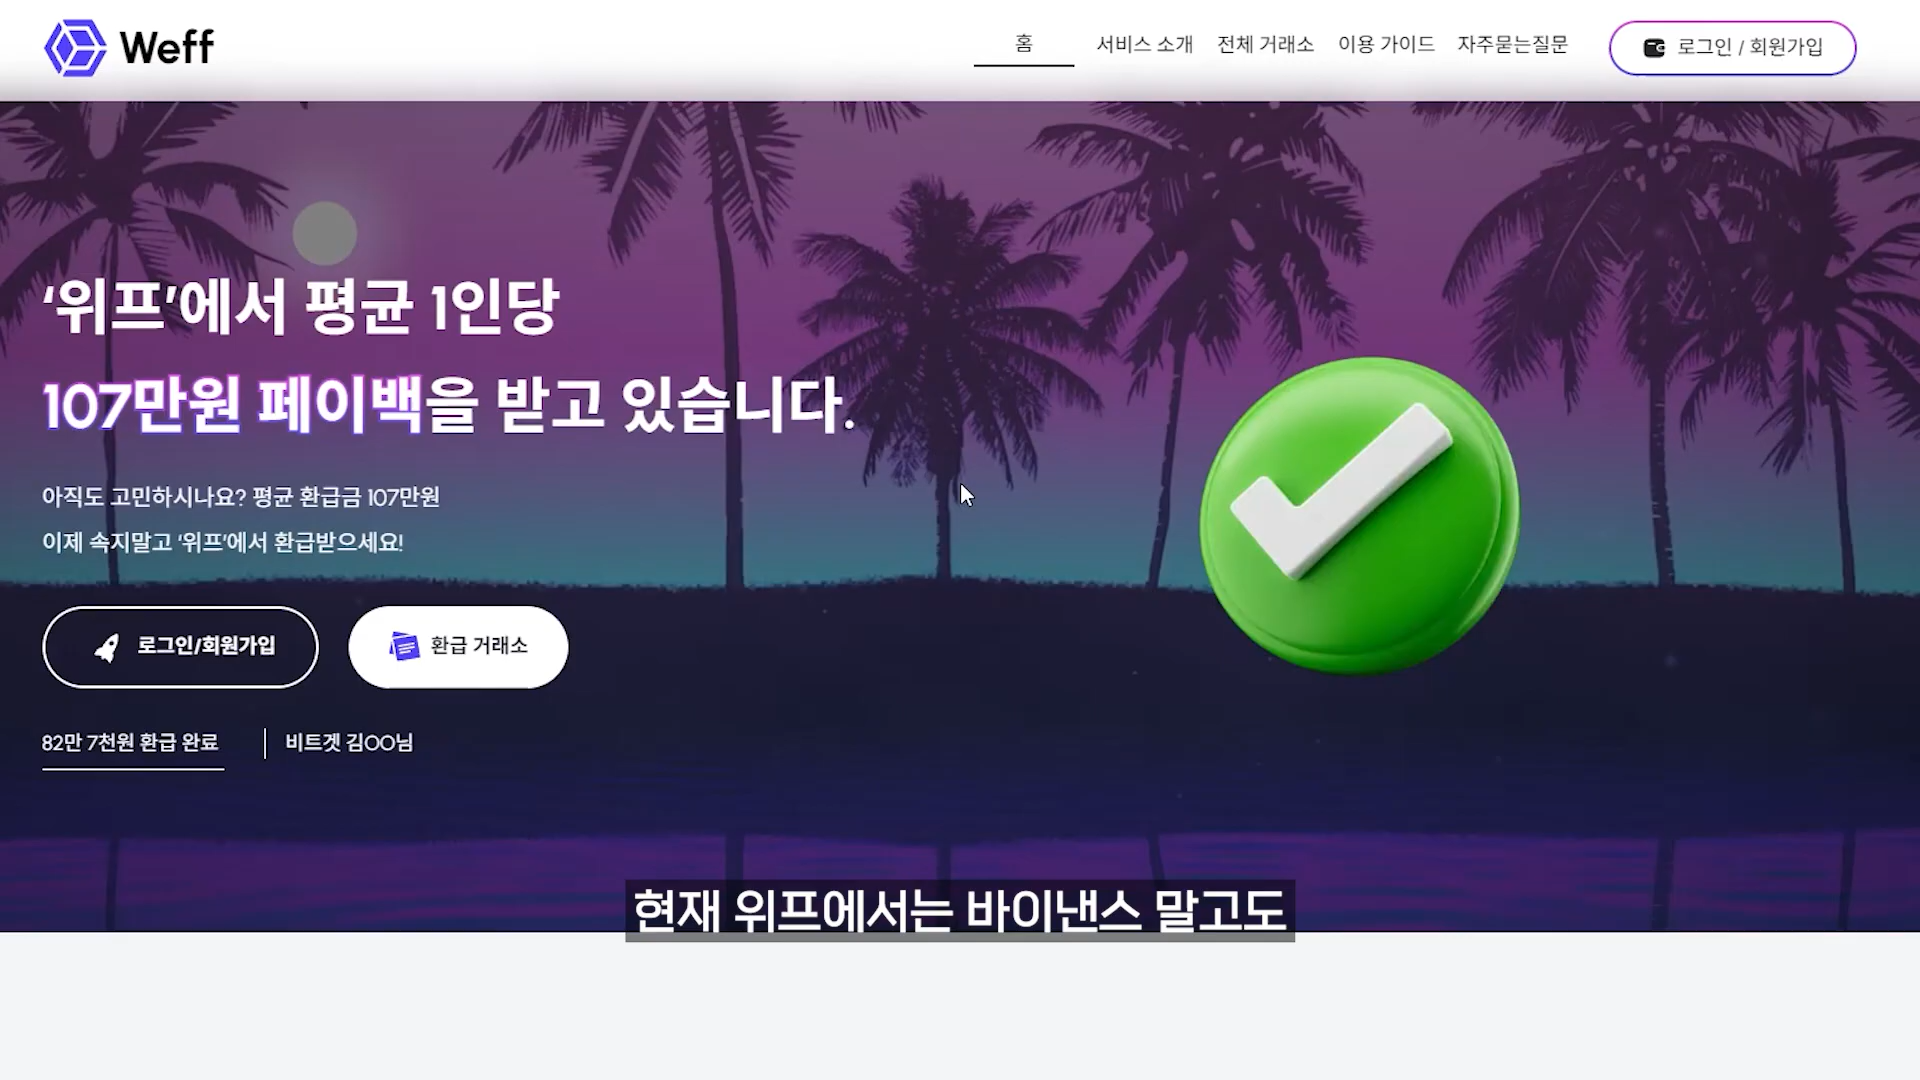 Weff
홈
서비스 소개
전체 거래소
이용 가이드
자주묻는질문
로그인 / 회원가입
‘위프’에서 평균 1인당
107만원 페이백을 받고 있습니다.
아직도 고민하시나요? 평균 환급금 107만원
이제 속지말고 ‘위프’에서 환급받으세요!
로그인/회원가입
환급 거래소
82만 7천원 환급 완료
비트겟 김OO님
현재 위프에서는 바이낸스 말고도